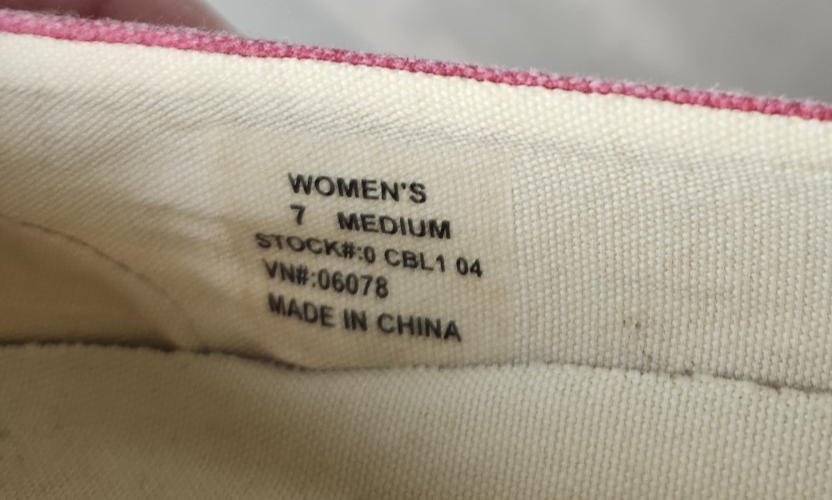 WOMEN'S
7 MEDIUM
STOCK#:0 CBL1 04
VN#:06078
MADE IN CHINA